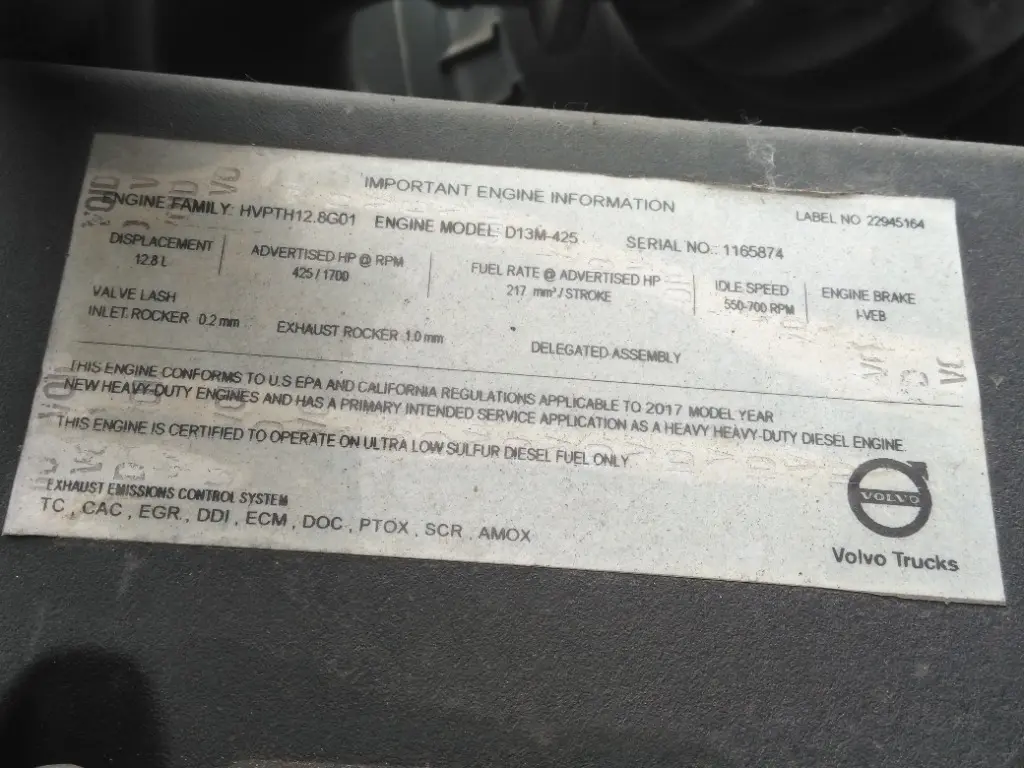 IMPORTANT ENGINE INFORMATION
LABEL NO 22945164
ENGINE FAMILY: HVPTH12.8G01 ENGINE MODEL: D13M-425 SERIAL NO.: 1165874
DISPLACEMENT
12.8 L
ADVERTISED HP @ RPM
425 / 1700
FUEL RATE @ ADVERTISED HP
217 mm³/STROKE
IDLE SPEED
550-700 RPM
ENGINE BRAKE
I-VEB
VALVE LASH
INLET ROCKER 0.2 mm EXHAUST ROCKER 1.0 mm DELEGATED ASSEMBLY
THIS ENGINE CONFORMS TO U.S EPA AND CALIFORNIA REGULATIONS APPLICABLE TO 2017 MODEL YEAR
NEW HEAVY-DUTY ENGINES AND HAS A PRIMARY INTENDED SERVICE APPLICATION AS A HEAVY HEAVY-DUTY DIESEL ENGINE.
THIS ENGINE IS CERTIFIED TO OPERATE ON ULTRA LOW SULFUR DIESEL FUEL ONLY
EXHAUST EMISSIONS CONTROL SYSTEM
TC , CAC , EGR , DDI , ECM , DOC , PTOX , SCR , AMOX
VOLVO
Volvo Trucks